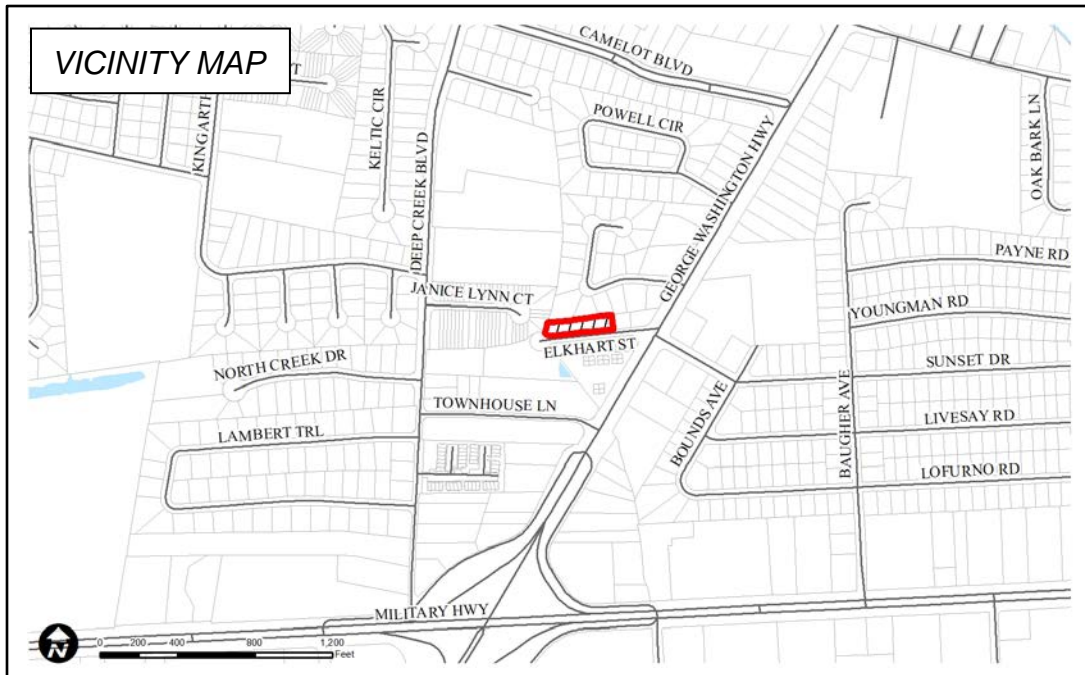 VICINITY MAP
T
CAMELOT BLVD
KINGARTH
KELTIC CIR
DEEP CREEK BLVD
POWELL CIR
GEORGE WASHINGTON HWY
OAK BARK LN
PAYNE RD
JANICE LYNN CT
YOUNGMAN RD
ELKHART ST
NORTH CREEK DR
SUNSET DR
TOWNHOUSE LN
BOUNDS AVE
BAUGHER AVE
LIVESAY RD
LAMBERT TRL
LOFURNO RD
MILITARY HWY
N
0 200 400 800 1,200
Feet